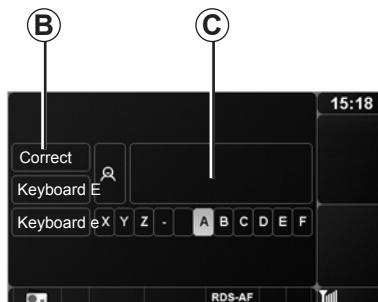 B C
15:18
Correct
Keyboard E
Keyboard e X Y Z - A B C D E F
RDS-AF